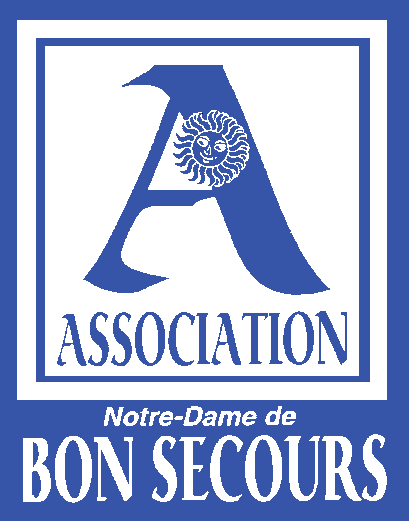 A
ASSOCIATION
Notre-Dame de
BON SECOURS